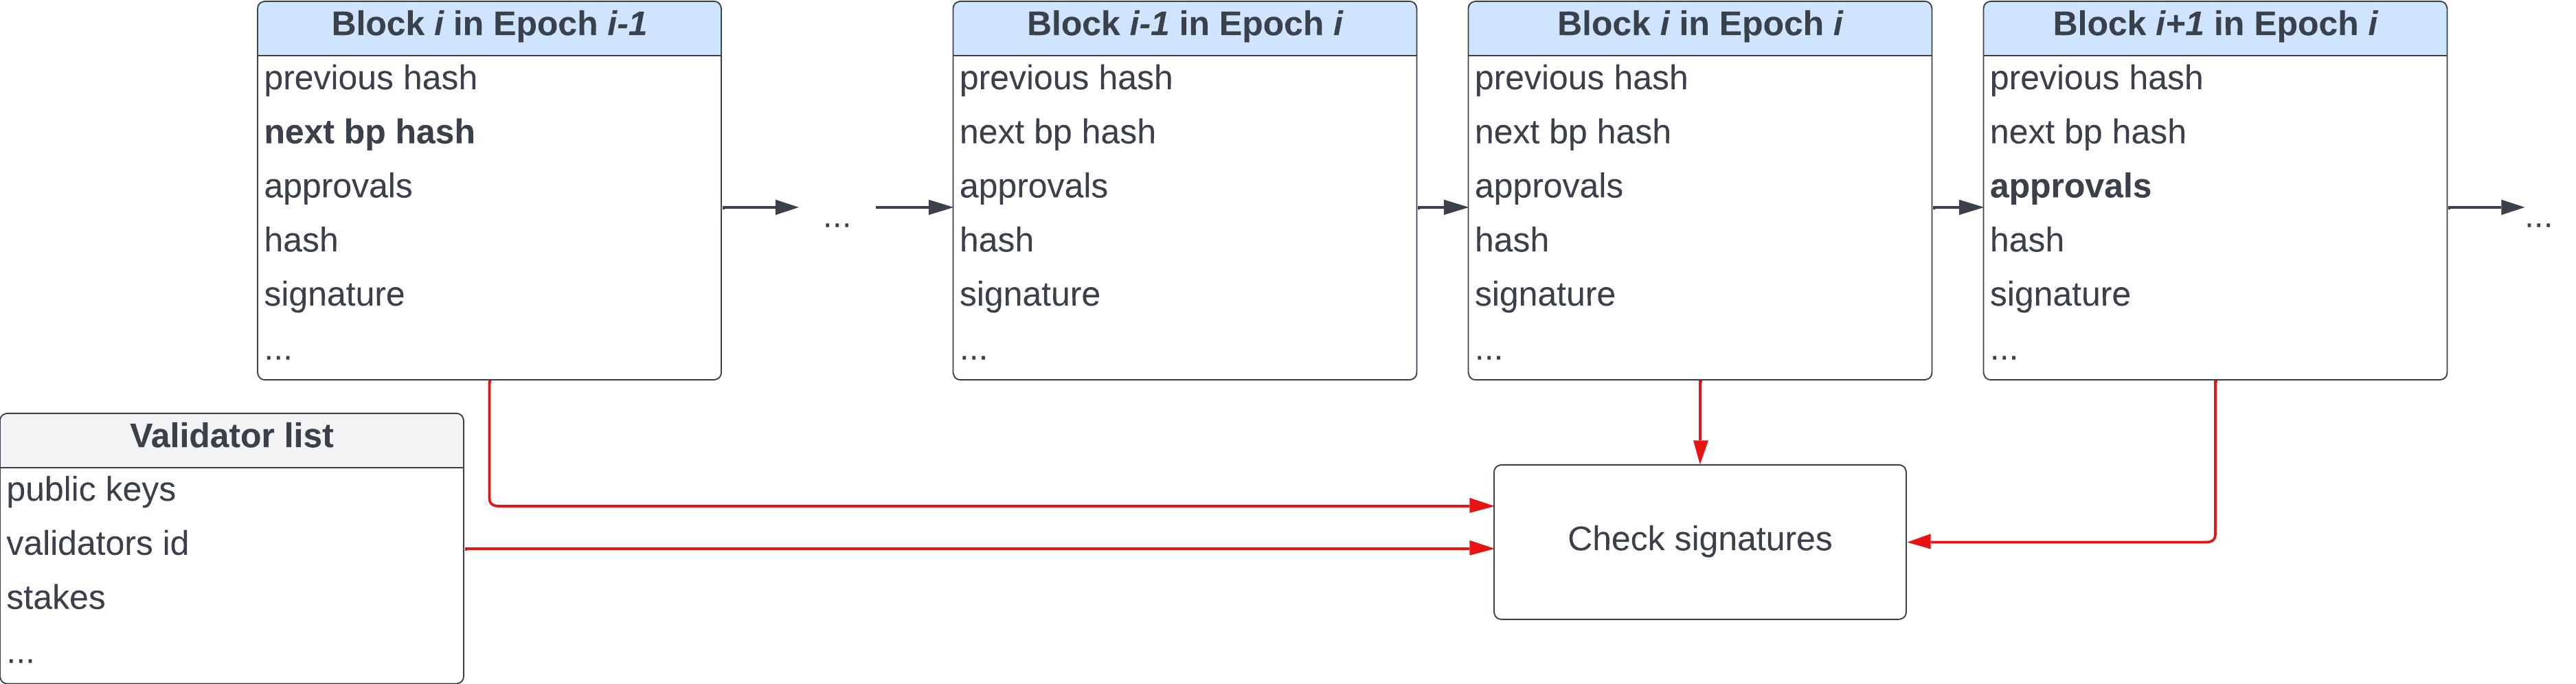 Block i in Epoch i-1
previous hash
next bp hash
approvals
hash
signature
...
...
Block i-1 in Epoch i
previous hash
next bp hash
approvals
hash
signature
...
Block i in Epoch i
previous hash
next bp hash
approvals
hash
signature
...
Block i+1 in Epoch i
previous hash
next bp hash
approvals
hash
signature
...
...
Validator list
public keys
validators id
stakes
...
Check signatures